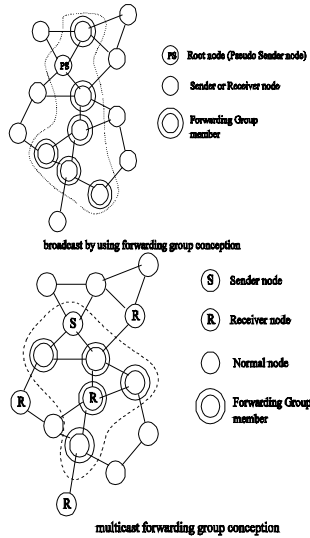 PS
PS Root node (Pseudo Sender node)
Sender or Receiver node
Forwarding Group
member
broadcast by using forwarding group conception
S Sender node
S
R
R Receiver node
Normal node
R
R
Forwarding Group
member
R
multicast forwarding group conception